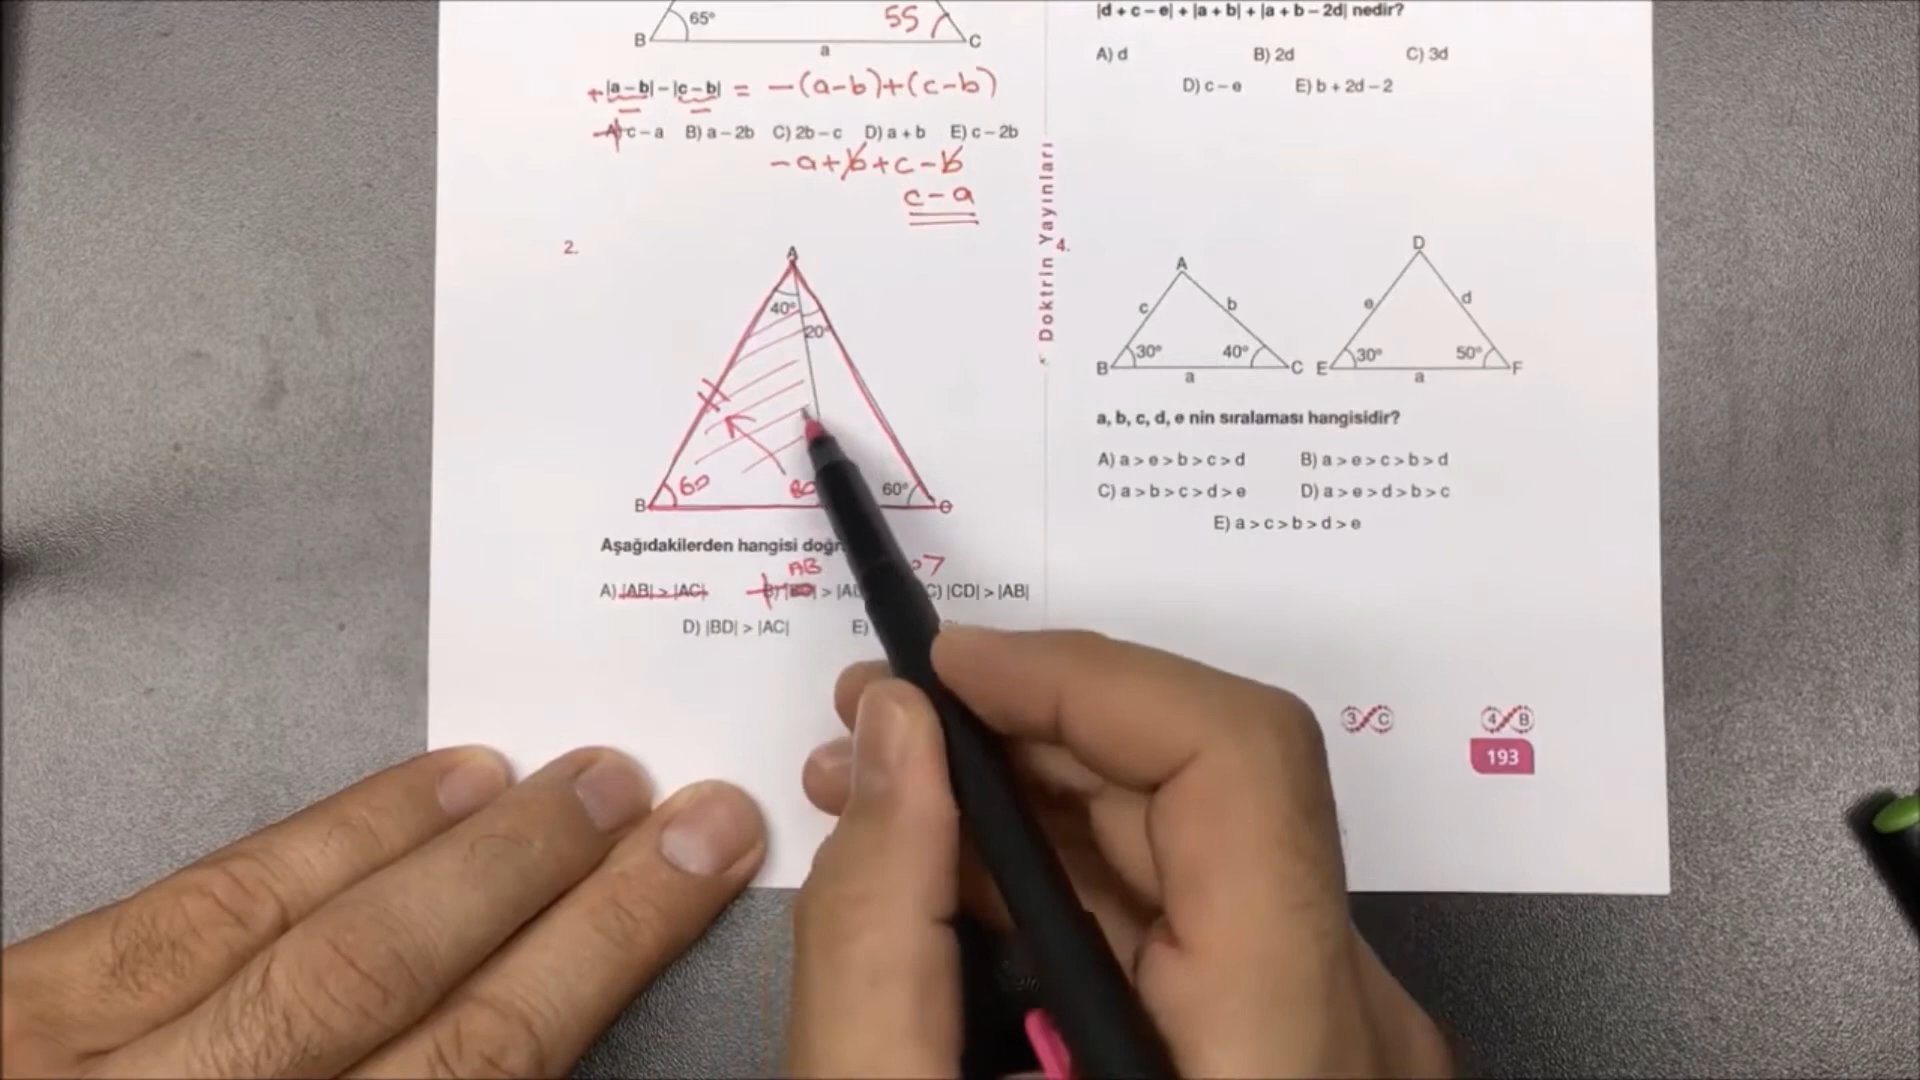 65°
55
B
C
a
+|a – b| – |c – b| = -(a-b)+(c-b)
A) c – a B) a – 2b C) 2b – c D) a + b E) c – 2b
-a+b+c-b
c-a
2.
A
40°
20°
60
80
60°
B
Aşağıdakilerden hangisi
AB
A) |AB| > |AC| B) > C) |CD| > |AB|
D) |BD| > |AC| E)
Doktrin Yayınları
|d + c – e| + |a + b| + |a + b – 2d| nedir?
A) d B) 2d C) 3d
D) c – e E) b + 2d – 2
4.
A
c
b
30°
40°
B
C
a
D
e
d
30°
50°
E
F
a
a, b, c, d, e nin sıralaması hangisidir?
A) a > e > b > c > d B) a > e > c > b > d
C) a > b > c > d > e D) a > e > d > b > c
E) a > c > b > d > e
3 C
4 B
193